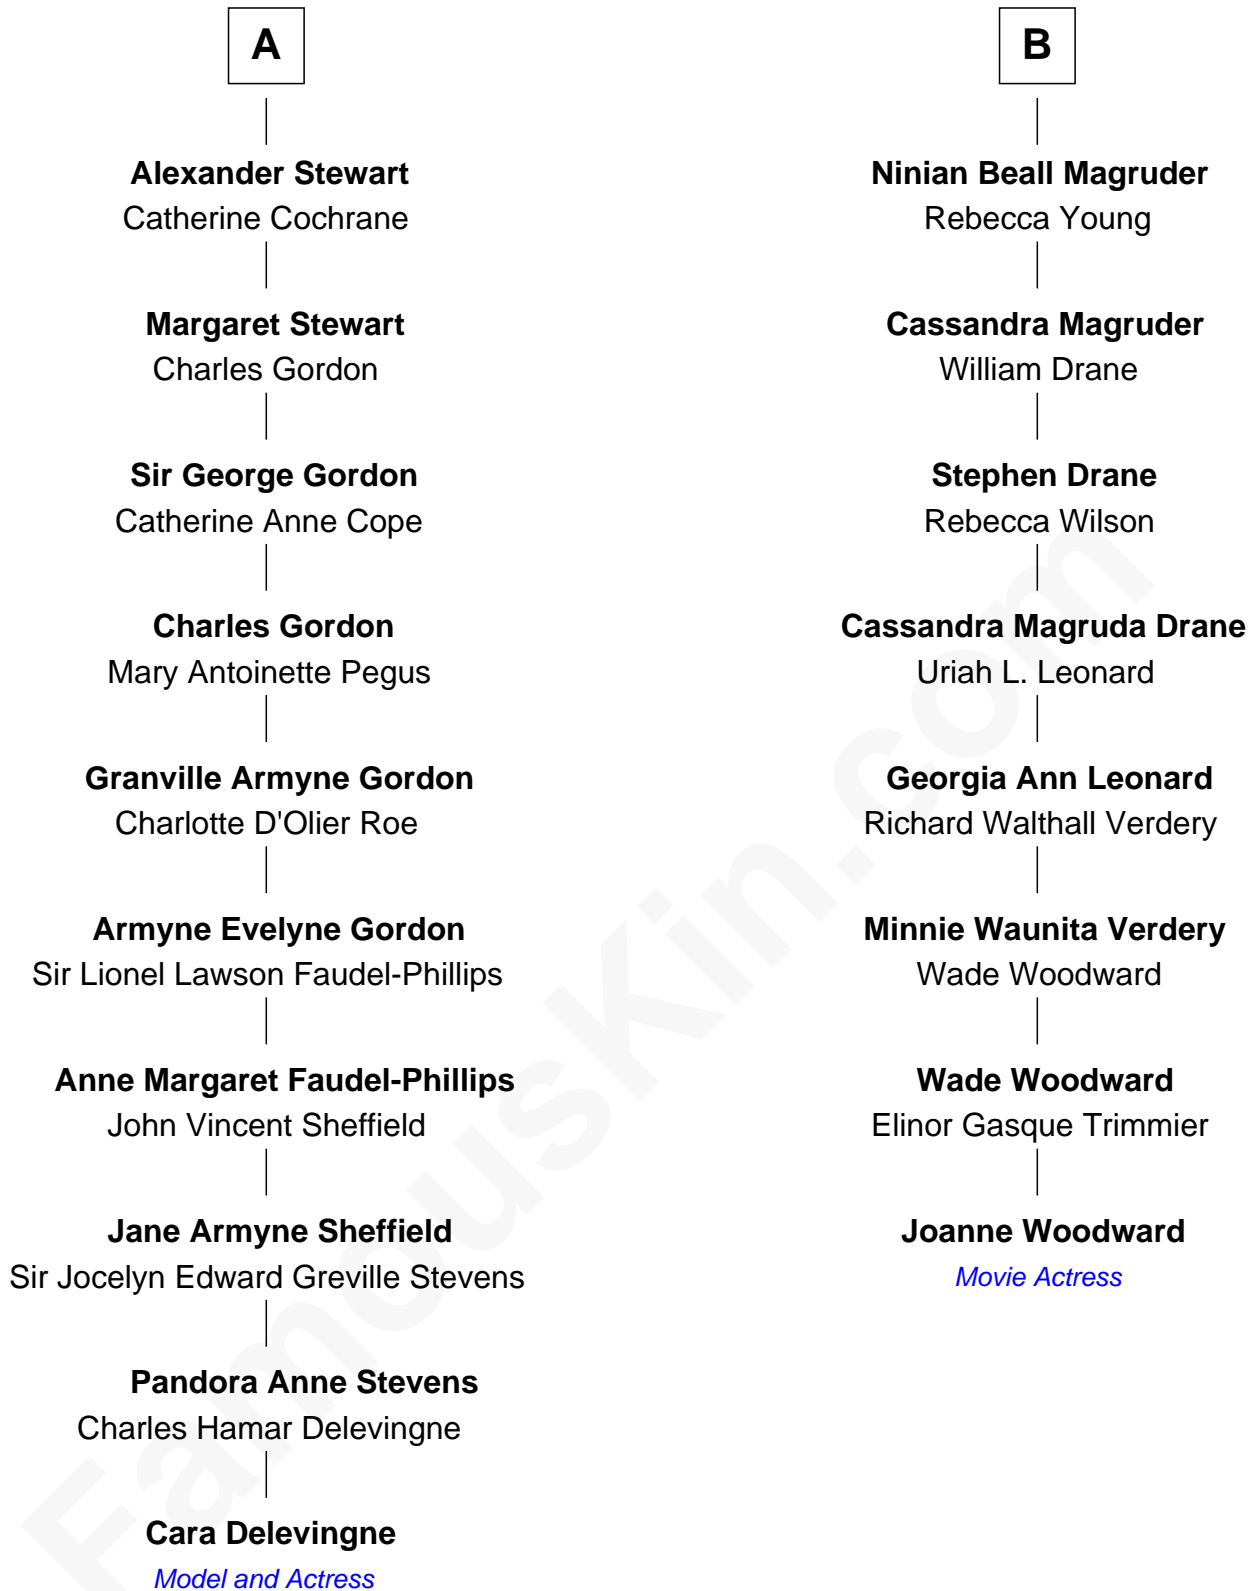 A
Alexander Stewart
Catherine Cochrane
Margaret Stewart
Charles Gordon
Sir George Gordon
Catherine Anne Cope
Charles Gordon
Mary Antoinette Pegus
Granville Armyne Gordon
Charlotte D'Olier Roe
Armyne Evelyne Gordon
Sir Lionel Lawson Faudel-Phillips
Anne Margaret Faudel-Phillips
John Vincent Sheffield
Jane Armyne Sheffield
Sir Jocelyn Edward Greville Stevens
Pandora Anne Stevens
Charles Hamar Delevingne
Cara Delevingne
Model and Actress
B
Ninian Beall Magruder
Rebecca Young
Cassandra Magruder
William Drane
Stephen Drane
Rebecca Wilson
Cassandra Magruda Drane
Uriah L. Leonard
Georgia Ann Leonard
Richard Walthall Verdery
Minnie Waunita Verdery
Wade Woodward
Wade Woodward
Elinor Gasque Trimmier
Joanne Woodward
Movie Actress
FamousKin.com